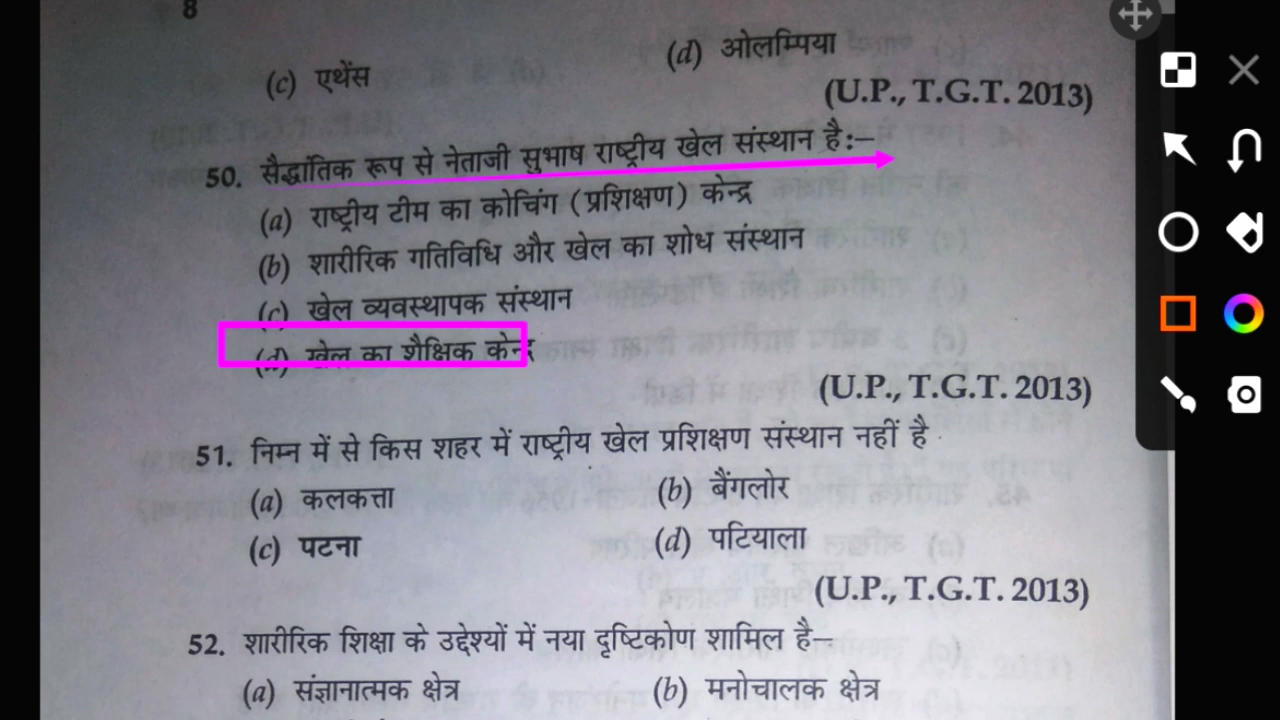 8
(c) एथेंस
(d) ओलम्पिया
(U.P., T.G.T. 2013)
50. सैद्धांतिक रूप से नेताजी सुभाष राष्ट्रीय खेल संस्थान है:–
(a) राष्ट्रीय टीम का कोचिंग (प्रशिक्षण) केन्द्र
(b) शारीरिक गतिविधि और खेल का शोध संस्थान
(c) खेल व्यवस्थापक संस्थान
(d) खेल का शैक्षिक केन्द्र
(U.P., T.G.T. 2013)
51. निम्न में से किस शहर में राष्ट्रीय खेल प्रशिक्षण संस्थान नहीं है
(a) कलकत्ता
(b) बैंगलोर
(c) पटना
(d) पटियाला
(U.P., T.G.T. 2013)
52. शारीरिक शिक्षा के उद्देश्यों में नया दृष्टिकोण शामिल है–
(a) संज्ञानात्मक क्षेत्र
(b) मनोचालक क्षेत्र